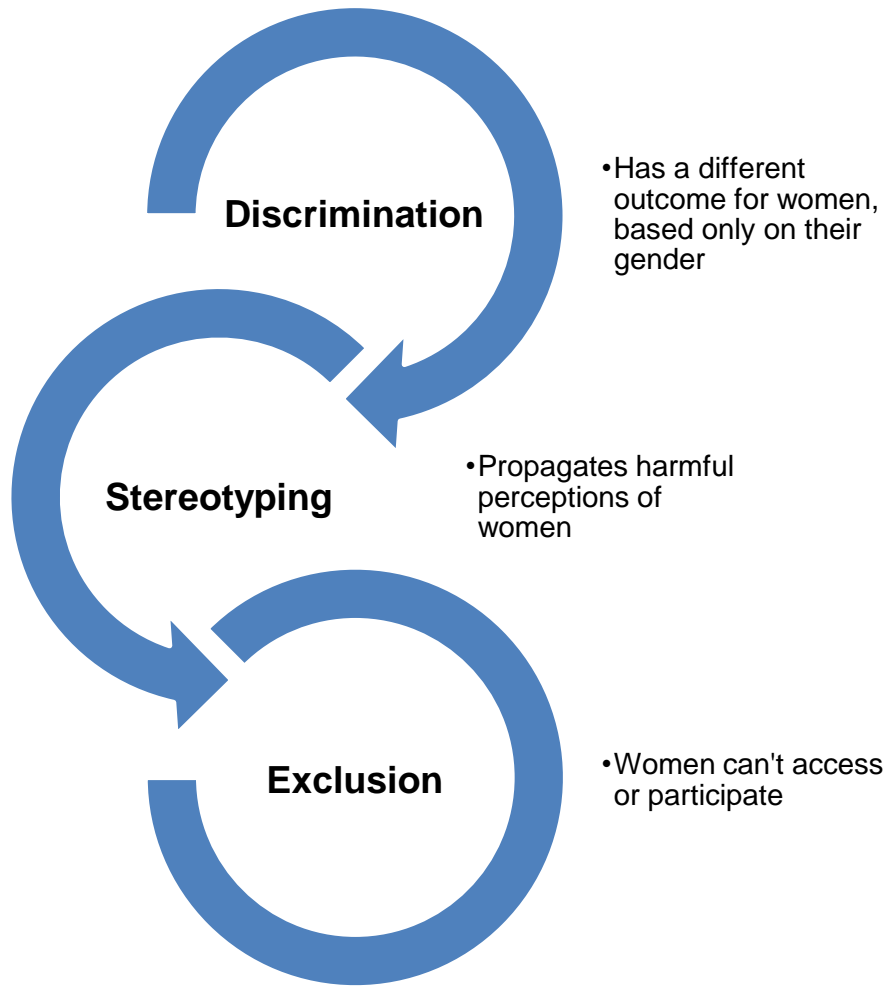 Discrimination
•Has a different
outcome for women,
based only on their
gender
Stereotyping
•Propagates harmful
perceptions of
women
Exclusion
•Women can't access
or participate